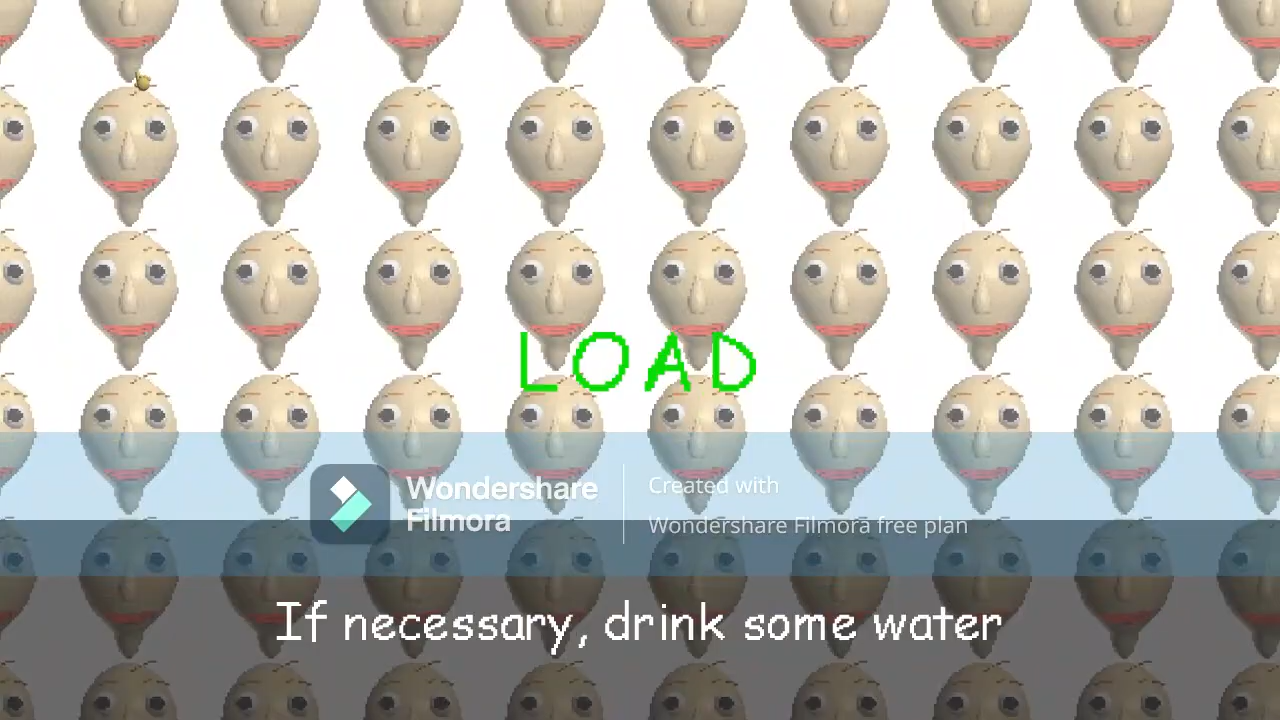 LOAD
Wondershare
Filmora
Created with
Wondershare Filmora free plan
If necessary, drink some water